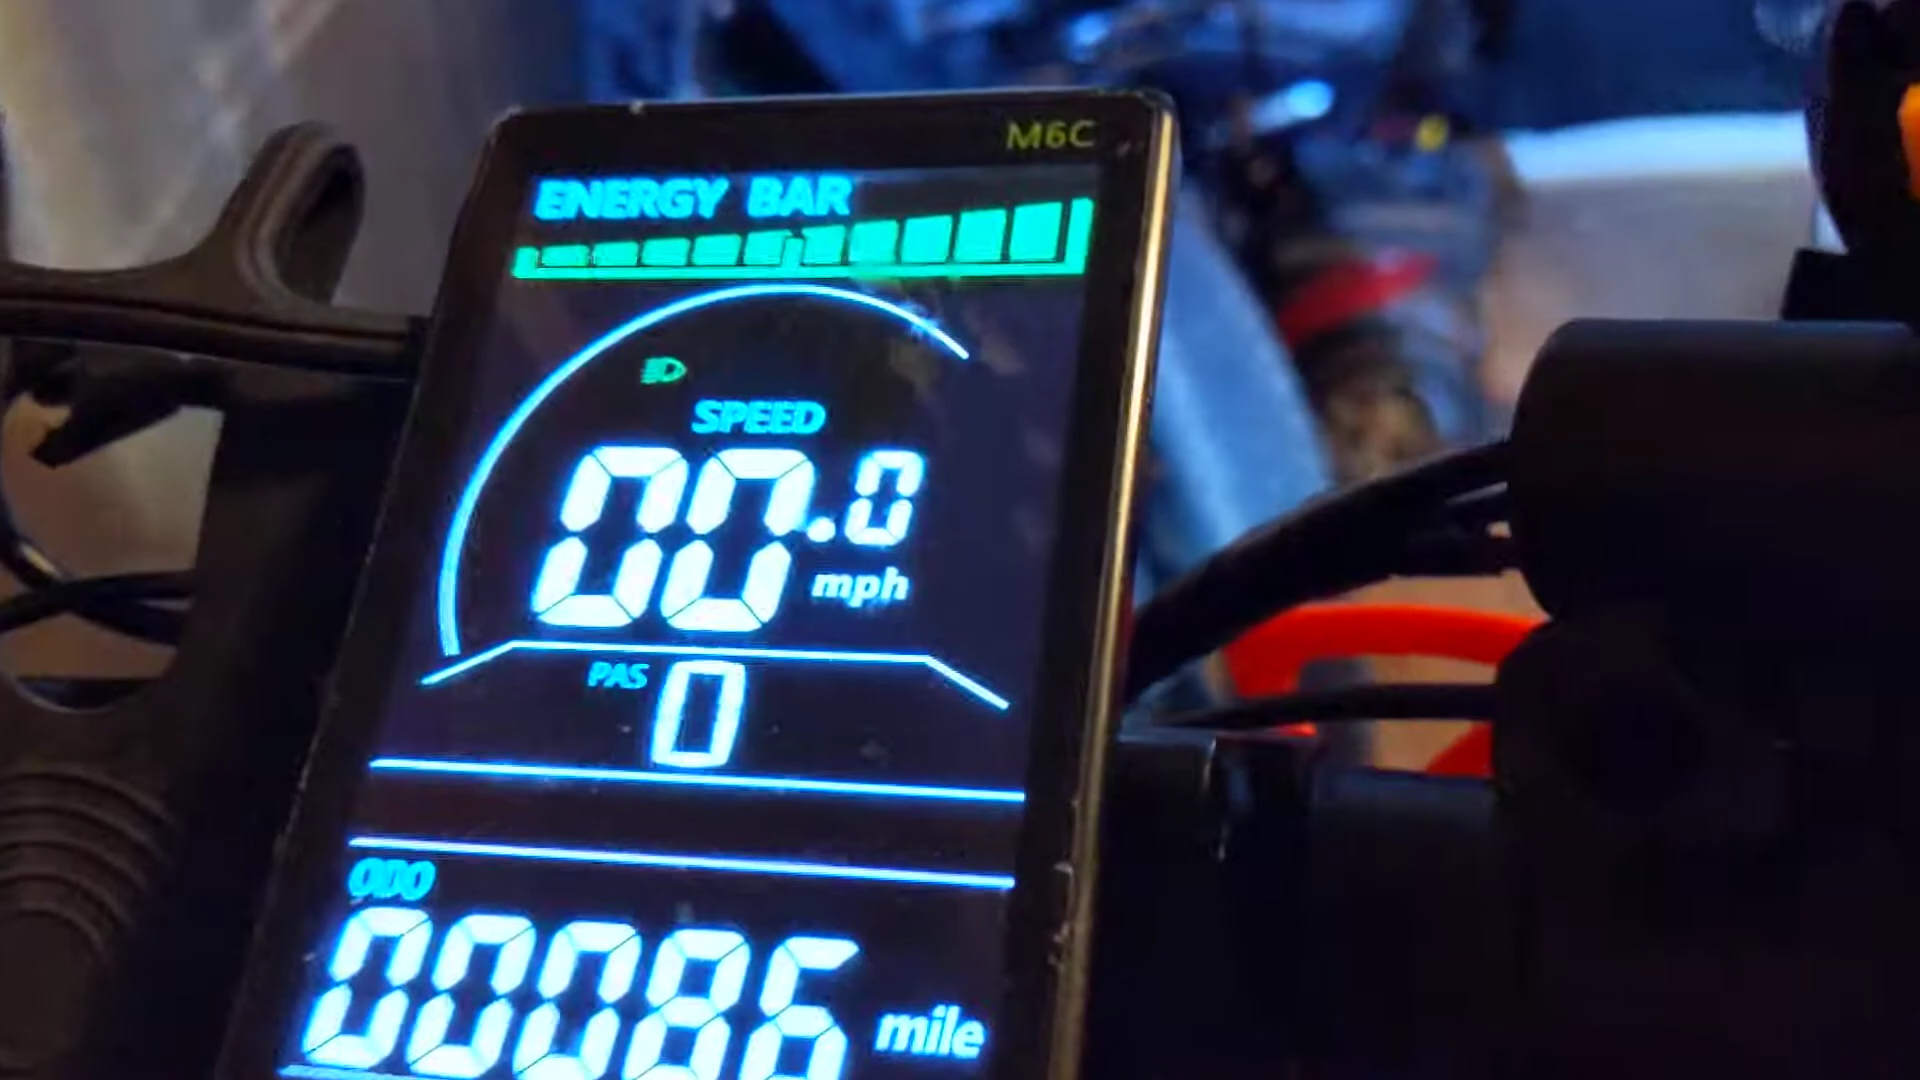 M6C
ENERGY BAR
SPEED
00.0
mph
PAS 0
ODO
00086 mile